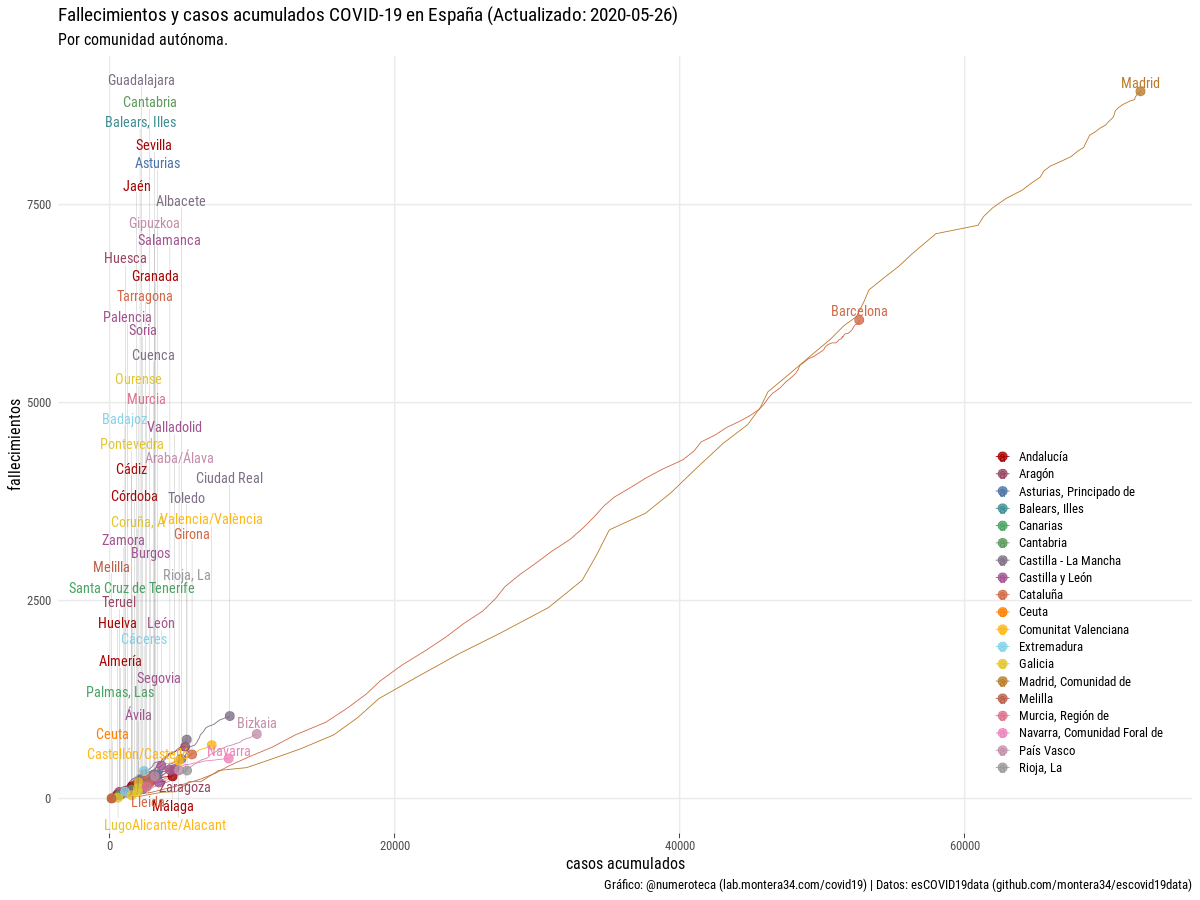 Fallecimientos y casos acumulados COVID-19 en España (Actualizado: 2020-05-26)
Por comunidad autónoma.
Guadalajara
Madrid
Cantabria
Balears, Illes
Sevilla
Asturias
Jaén
Albacete
7500
Gipuzkoa
Salamanca
Huesca
Granada
Tarragona
Barcelona
Palencia
Soria
Cuenca
Ourense
Murcia
5000
Badajoz
Valladolid
Pontevedra
Araba/Álava
Cádiz
Ciudad Real
Córdoba
Toledo
Coruña, A
Valencia/València
Girona
Zamora
Burgos
Melilla
Rioja, La
Santa Cruz de Tenerife
2500
Teruel
Huelva
León
Cáceres
Almería
Segovia
Palmas, Las
Ávila
Bizkaia
Ceuta
Castellón/Castelló
Navarra
Zaragoza
0
Lleida
Málaga
Lugo
Alicante/Alacant
fallecimientos
Andalucía
Aragón
Asturias, Principado de
Balears, Illes
Canarias
Cantabria
Castilla - La Mancha
Castilla y León
Cataluña
Ceuta
Comunitat Valenciana
Extremadura
Galicia
Madrid, Comunidad de
Melilla
Murcia, Región de
Navarra, Comunidad Foral de
País Vasco
Rioja, La
0 20000 40000 60000
casos acumulados
Gráfico: @numeroteca (lab.montera34.com/covid19) | Datos: esCOVID19data (github.com/montera34/escovid19data)